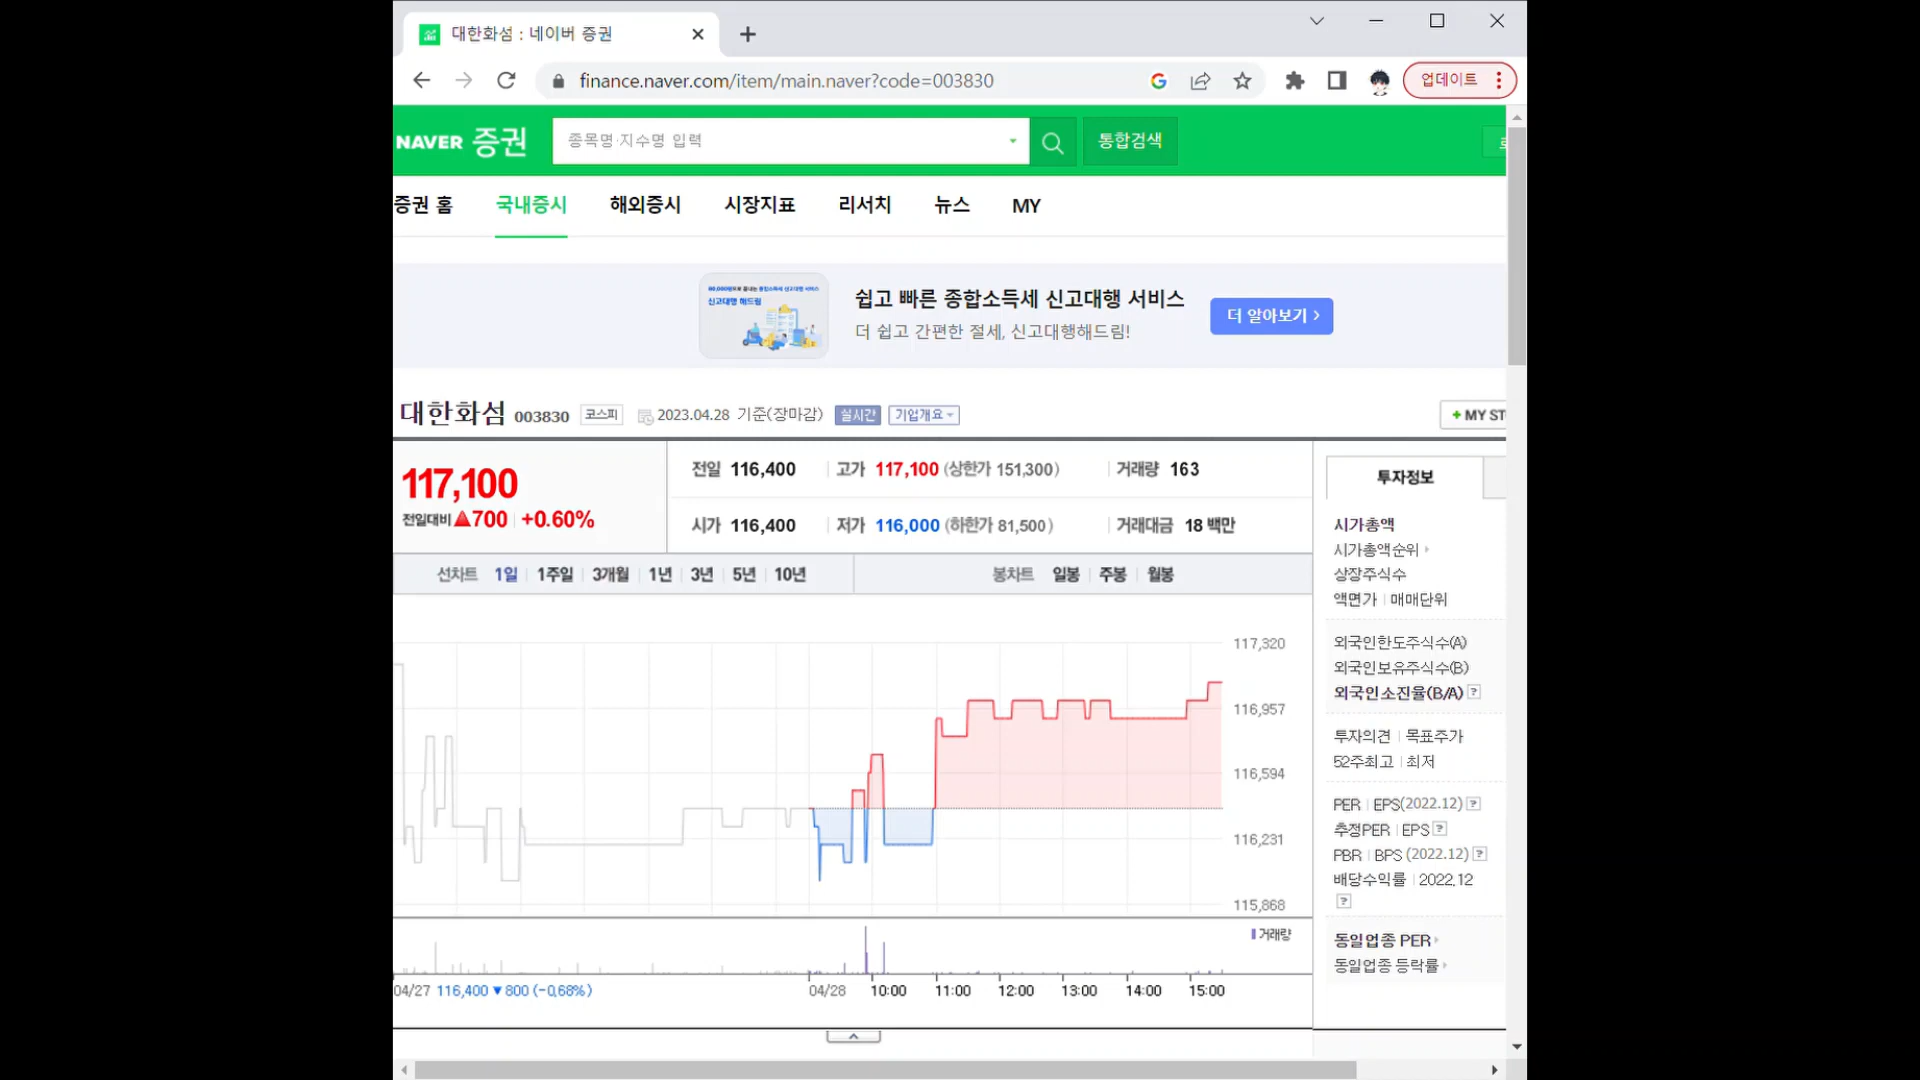 대한화섬 : 네이버 증권
finance.naver.com/item/main.naver?code=003830
업데이트
NAVER 증권
종목명·지수명 입력
통합검색
증권 홈 국내증시 해외증시 시장지표 리서치 뉴스 MY
쉽고 빠른 종합소득세 신고대행 서비스
신고대행 해드림
더 쉽고 간편한 절세, 신고대행해드림!
더 알아보기
대한화섬 003830 코스피 2023.04.28 기준(장마감) 실시간 기업개요
+ MY ST
117,100
전일대비 ▲700 +0.60%
전일 116,400 고가 117,100 (상한가 151,300) 거래량 163
시가 116,400 저가 116,000 (하한가 81,500) 거래대금 18 백만
선차트 1일 1주일 3개월 1년 3년 5년 10년 봉차트 일봉 주봉 월봉
117,320
116,957
116,594
116,231
115,868
거래량
04/27 116,400 ▼ 800 (-0.68%)
04/28 10:00 11:00 12:00 13:00 14:00 15:00
투자정보
시가총액
시가총액순위
상장주식수
액면가 매매단위
외국인한도주식수(A)
외국인보유주식수(B)
외국인소진율(B/A) ?
투자의견 목표주가
52주최고 최저
PER EPS(2022.12) ?
추정PER EPS ?
PBR BPS (2022.12) ?
배당수익률 2022.12
?
동일업종 PER
동일업종 등락률